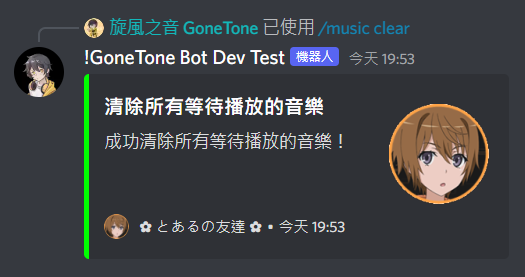 旋風之音 GoneTone 已使用 /music clear
!GoneTone Bot Dev Test 機器人 今天 19:53
清除所有等待播放的音樂
成功清除所有等待播放的音樂！
✿ とあるの友達 ✿ • 今天 19:53